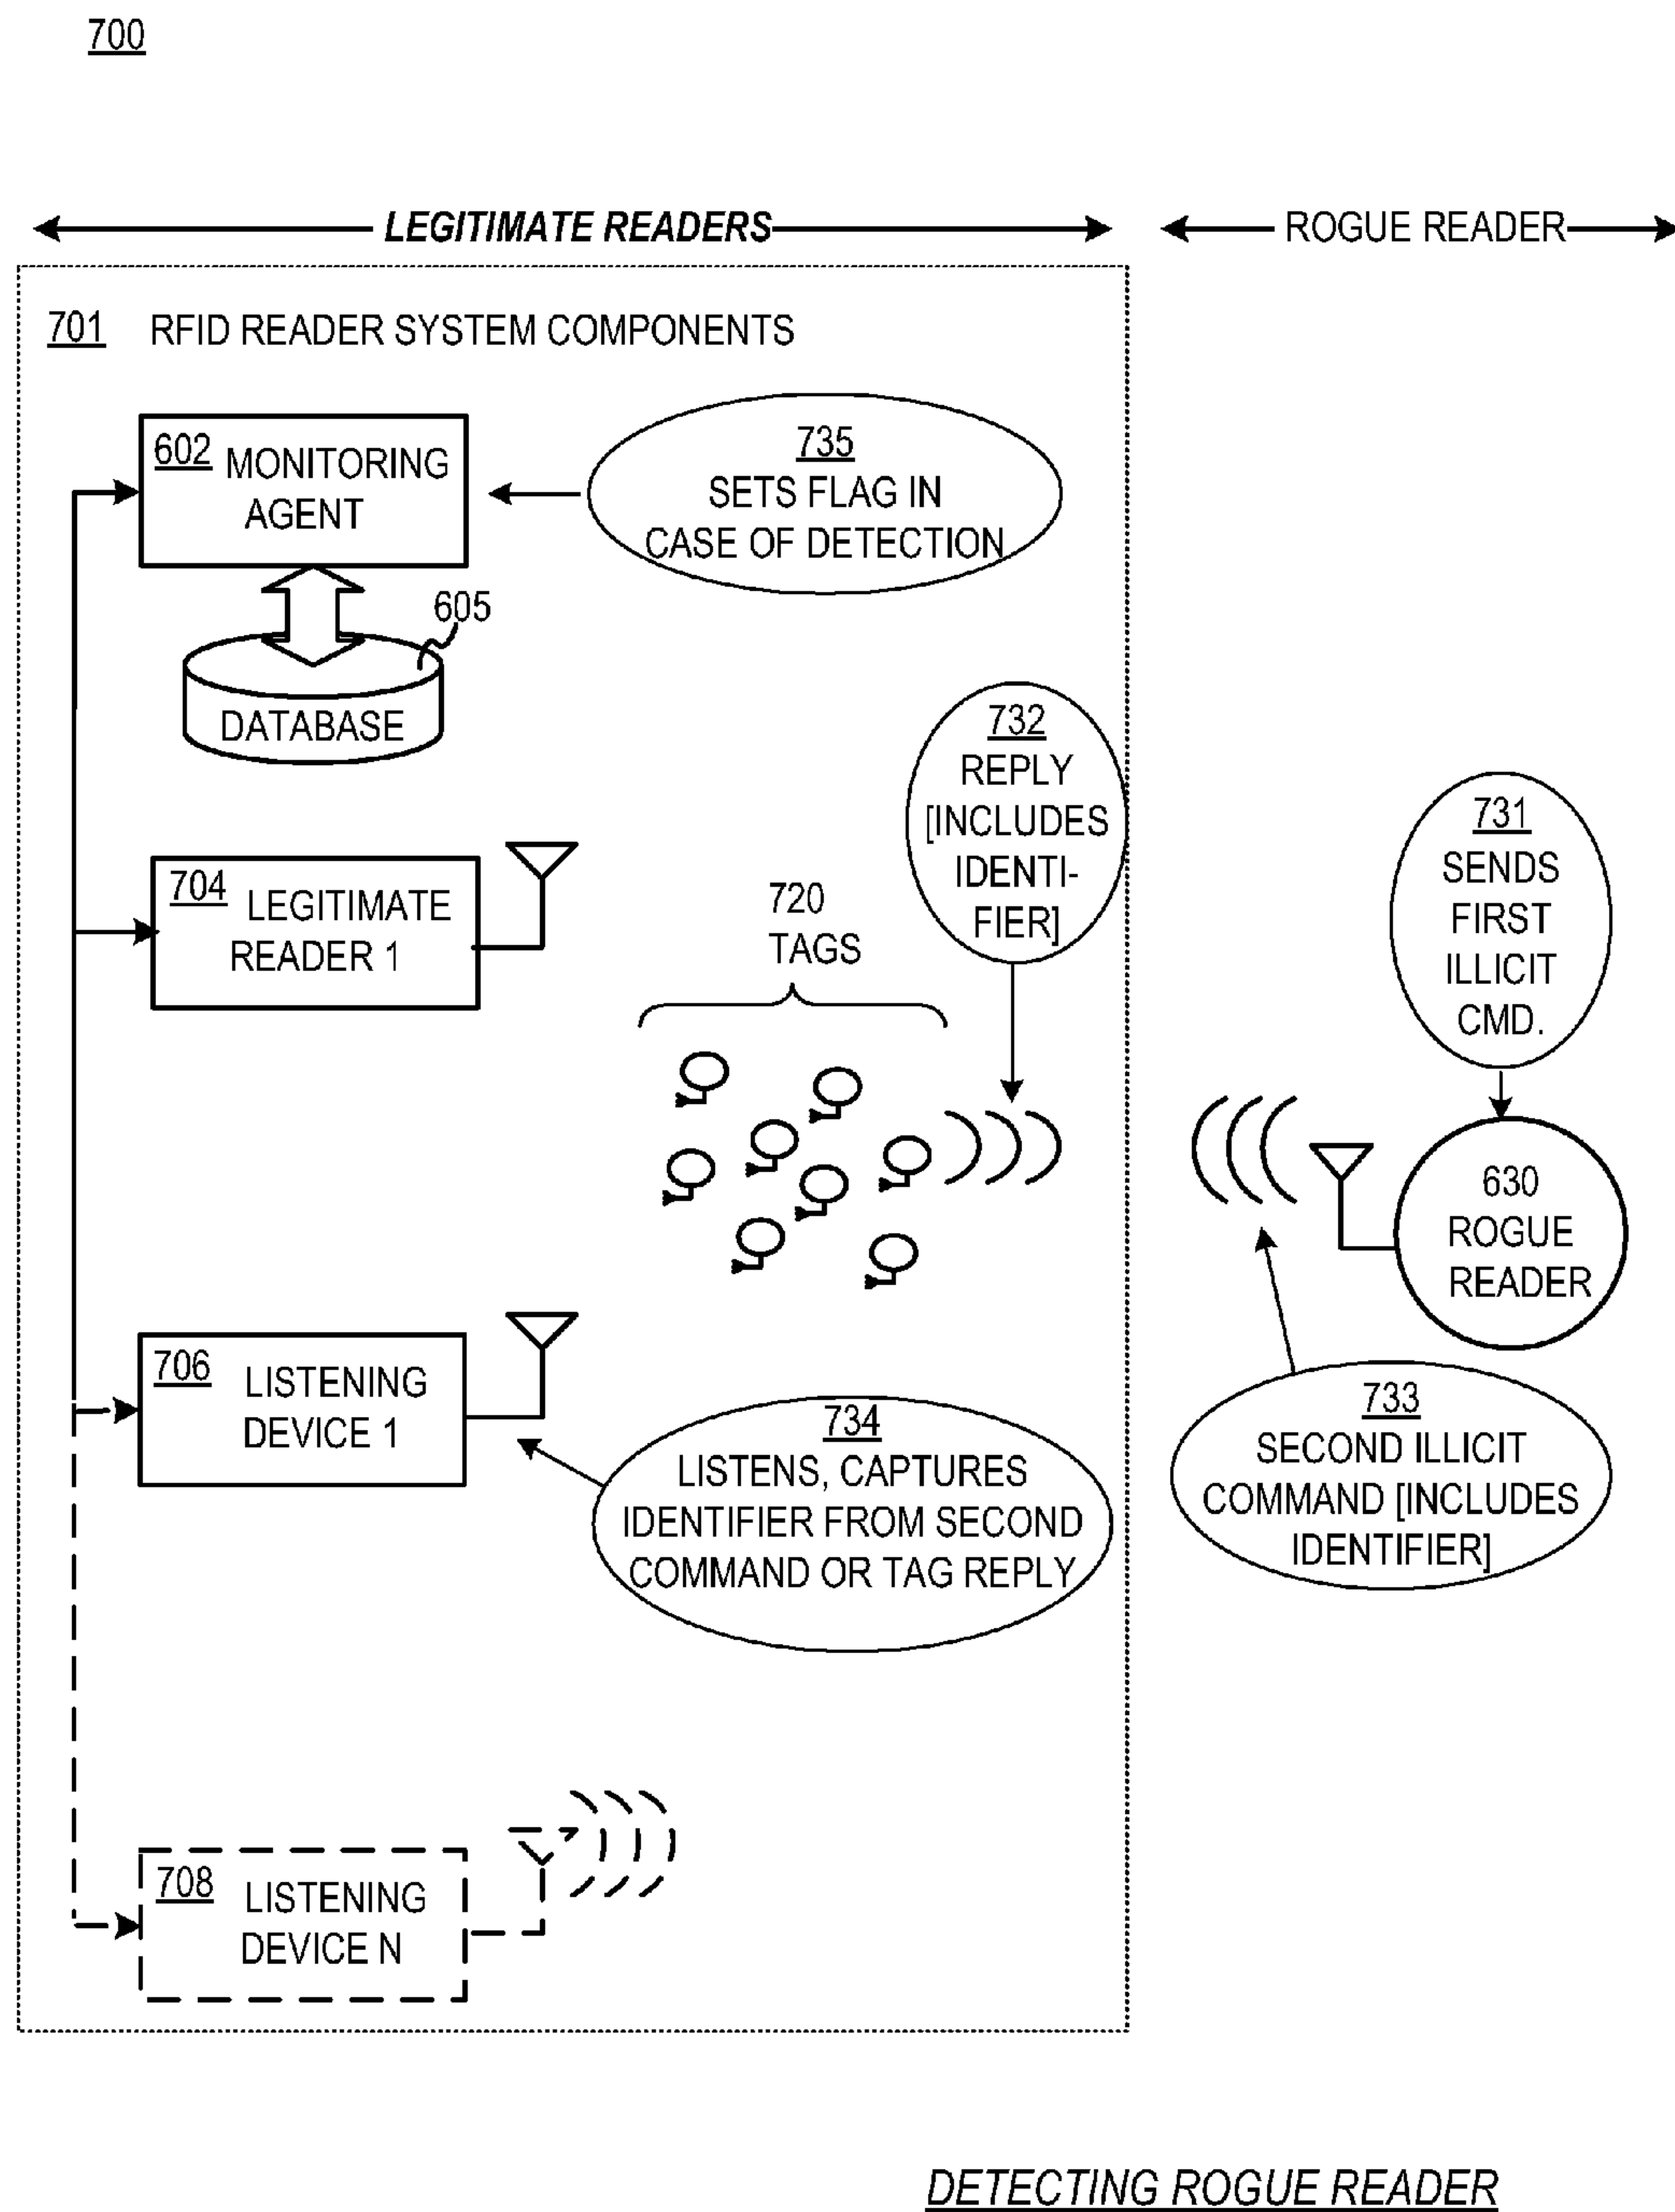 700
LEGITIMATE READERS
ROGUE READER
701 RFID READER SYSTEM COMPONENTS
602 MONITORING
AGENT
735
SETS FLAG IN
CASE OF DETECTION
605
DATABASE
732
REPLY
[INCLUDES
IDENTI-
FIER]
731
SENDS
FIRST
ILLICIT
CMD.
704 LEGITIMATE
READER 1
720
TAGS
630
ROGUE
READER
706 LISTENING
DEVICE 1
734
LISTENS, CAPTURES
IDENTIFIER FROM SECOND
COMMAND OR TAG REPLY
733
SECOND ILLICIT
COMMAND [INCLUDES
IDENTIFIER]
708 LISTENING
DEVICE N
DETECTING ROGUE READER